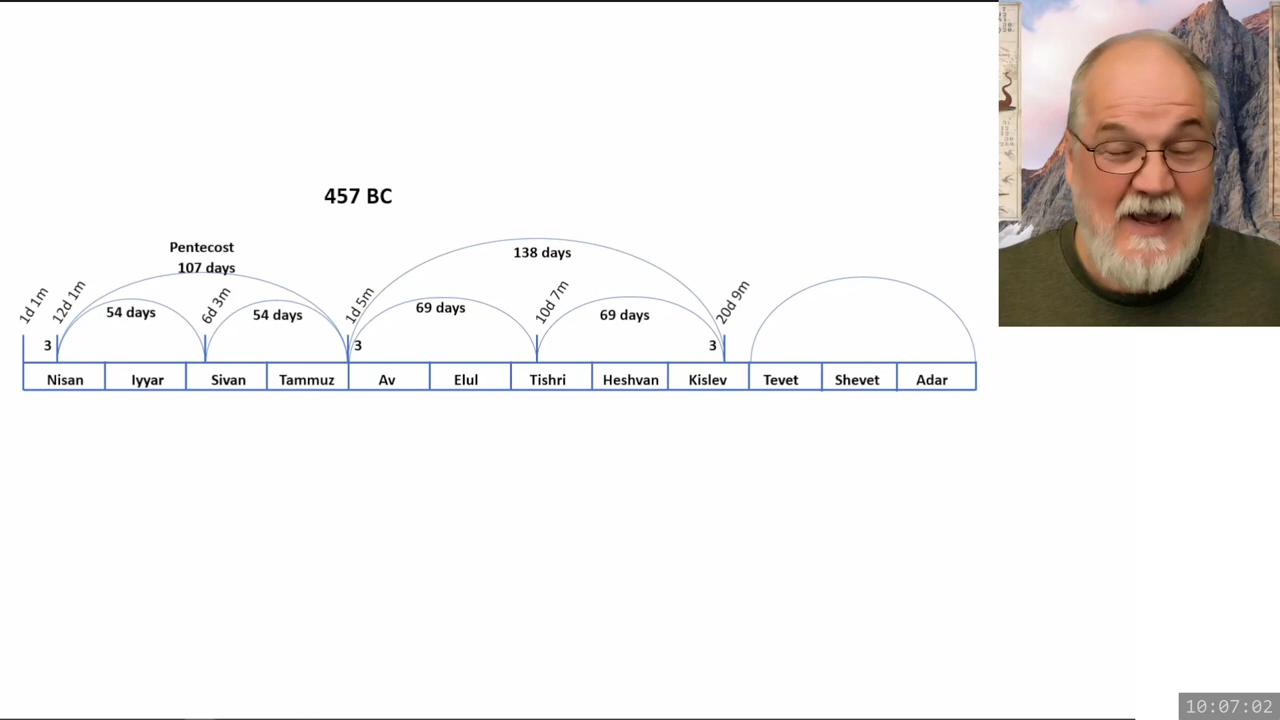 457 BC
Pentecost
107 days
138 days
1d 1m
12d 1m
6d 3m
1d 5m
10d 7m
20d 9m
54 days
54 days
69 days
69 days
3
3
3
Nisan Iyyar Sivan Tammuz Av Elul Tishri Heshvan Kislev Tevet Shevet Adar
10:07:02